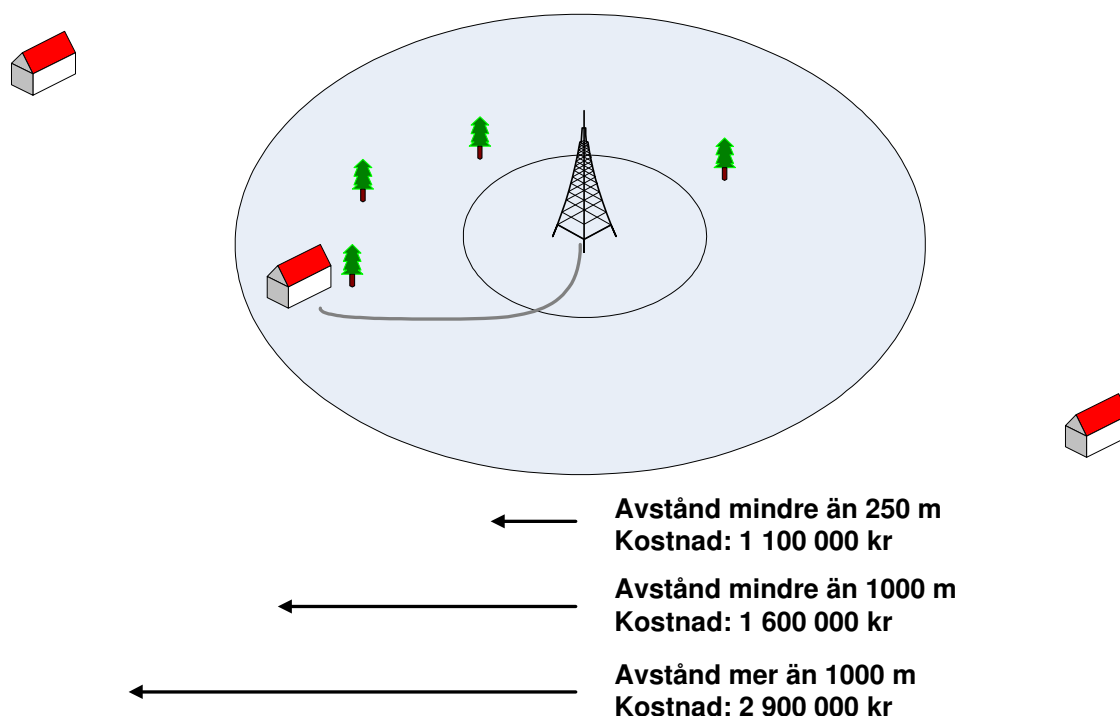 Avstånd mindre än 250 m
Kostnad: 1 100 000 kr
Avstånd mindre än 1000 m
Kostnad: 1 600 000 kr
Avstånd mer än 1000 m
Kostnad: 2 900 000 kr